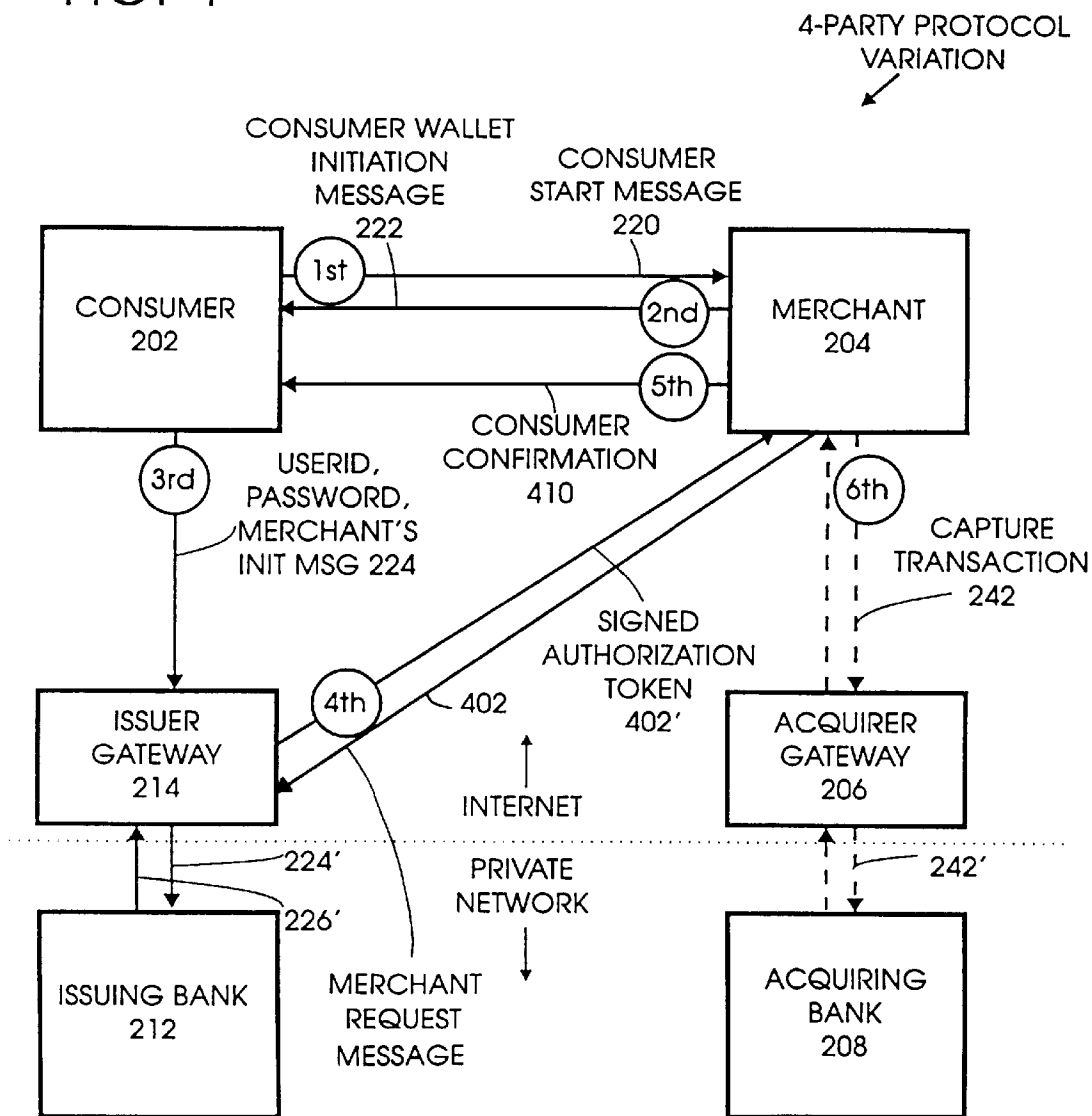 4-PARTY PROTOCOL
VARIATION
CONSUMER WALLET
INITIATION
MESSAGE
222
CONSUMER
START MESSAGE
220
CONSUMER
202
1st
2nd
MERCHANT
204
5th
CONSUMER
CONFIRMATION
410
3rd
USERID,
PASSWORD,
MERCHANT'S
INIT MSG 224
6th
CAPTURE
TRANSACTION
242
SIGNED
AUTHORIZATION
TOKEN
402'
4th
402
ISSUER
GATEWAY
214
INTERNET
ACQUIRER
GATEWAY
206
224'
226'
PRIVATE
NETWORK
242'
ISSUING BANK
212
MERCHANT
REQUEST
MESSAGE
ACQUIRING
BANK
208